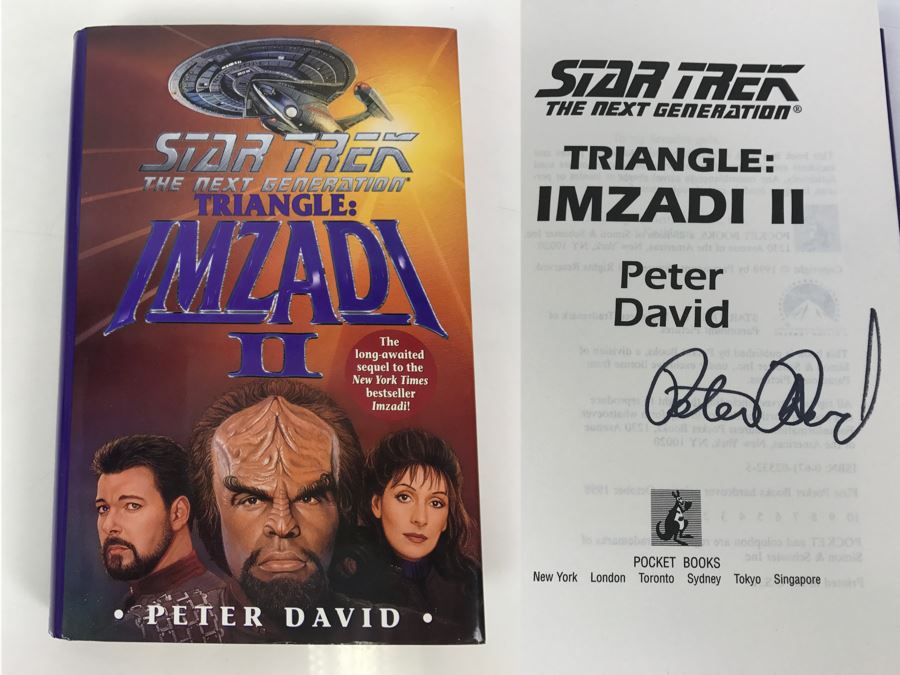 STAR TREK
THE NEXT GENERATION®
TRIANGLE:
IMZADI
II
The
long-awaited
sequel to the
New York Times
bestseller
Imzadi!
• PETER DAVID •
STAR TREK
THE NEXT GENERATION®
TRIANGLE:
IMZADI II
Peter
David
Peter David
POCKET BOOKS
New York London Toronto Sydney Tokyo Singapore